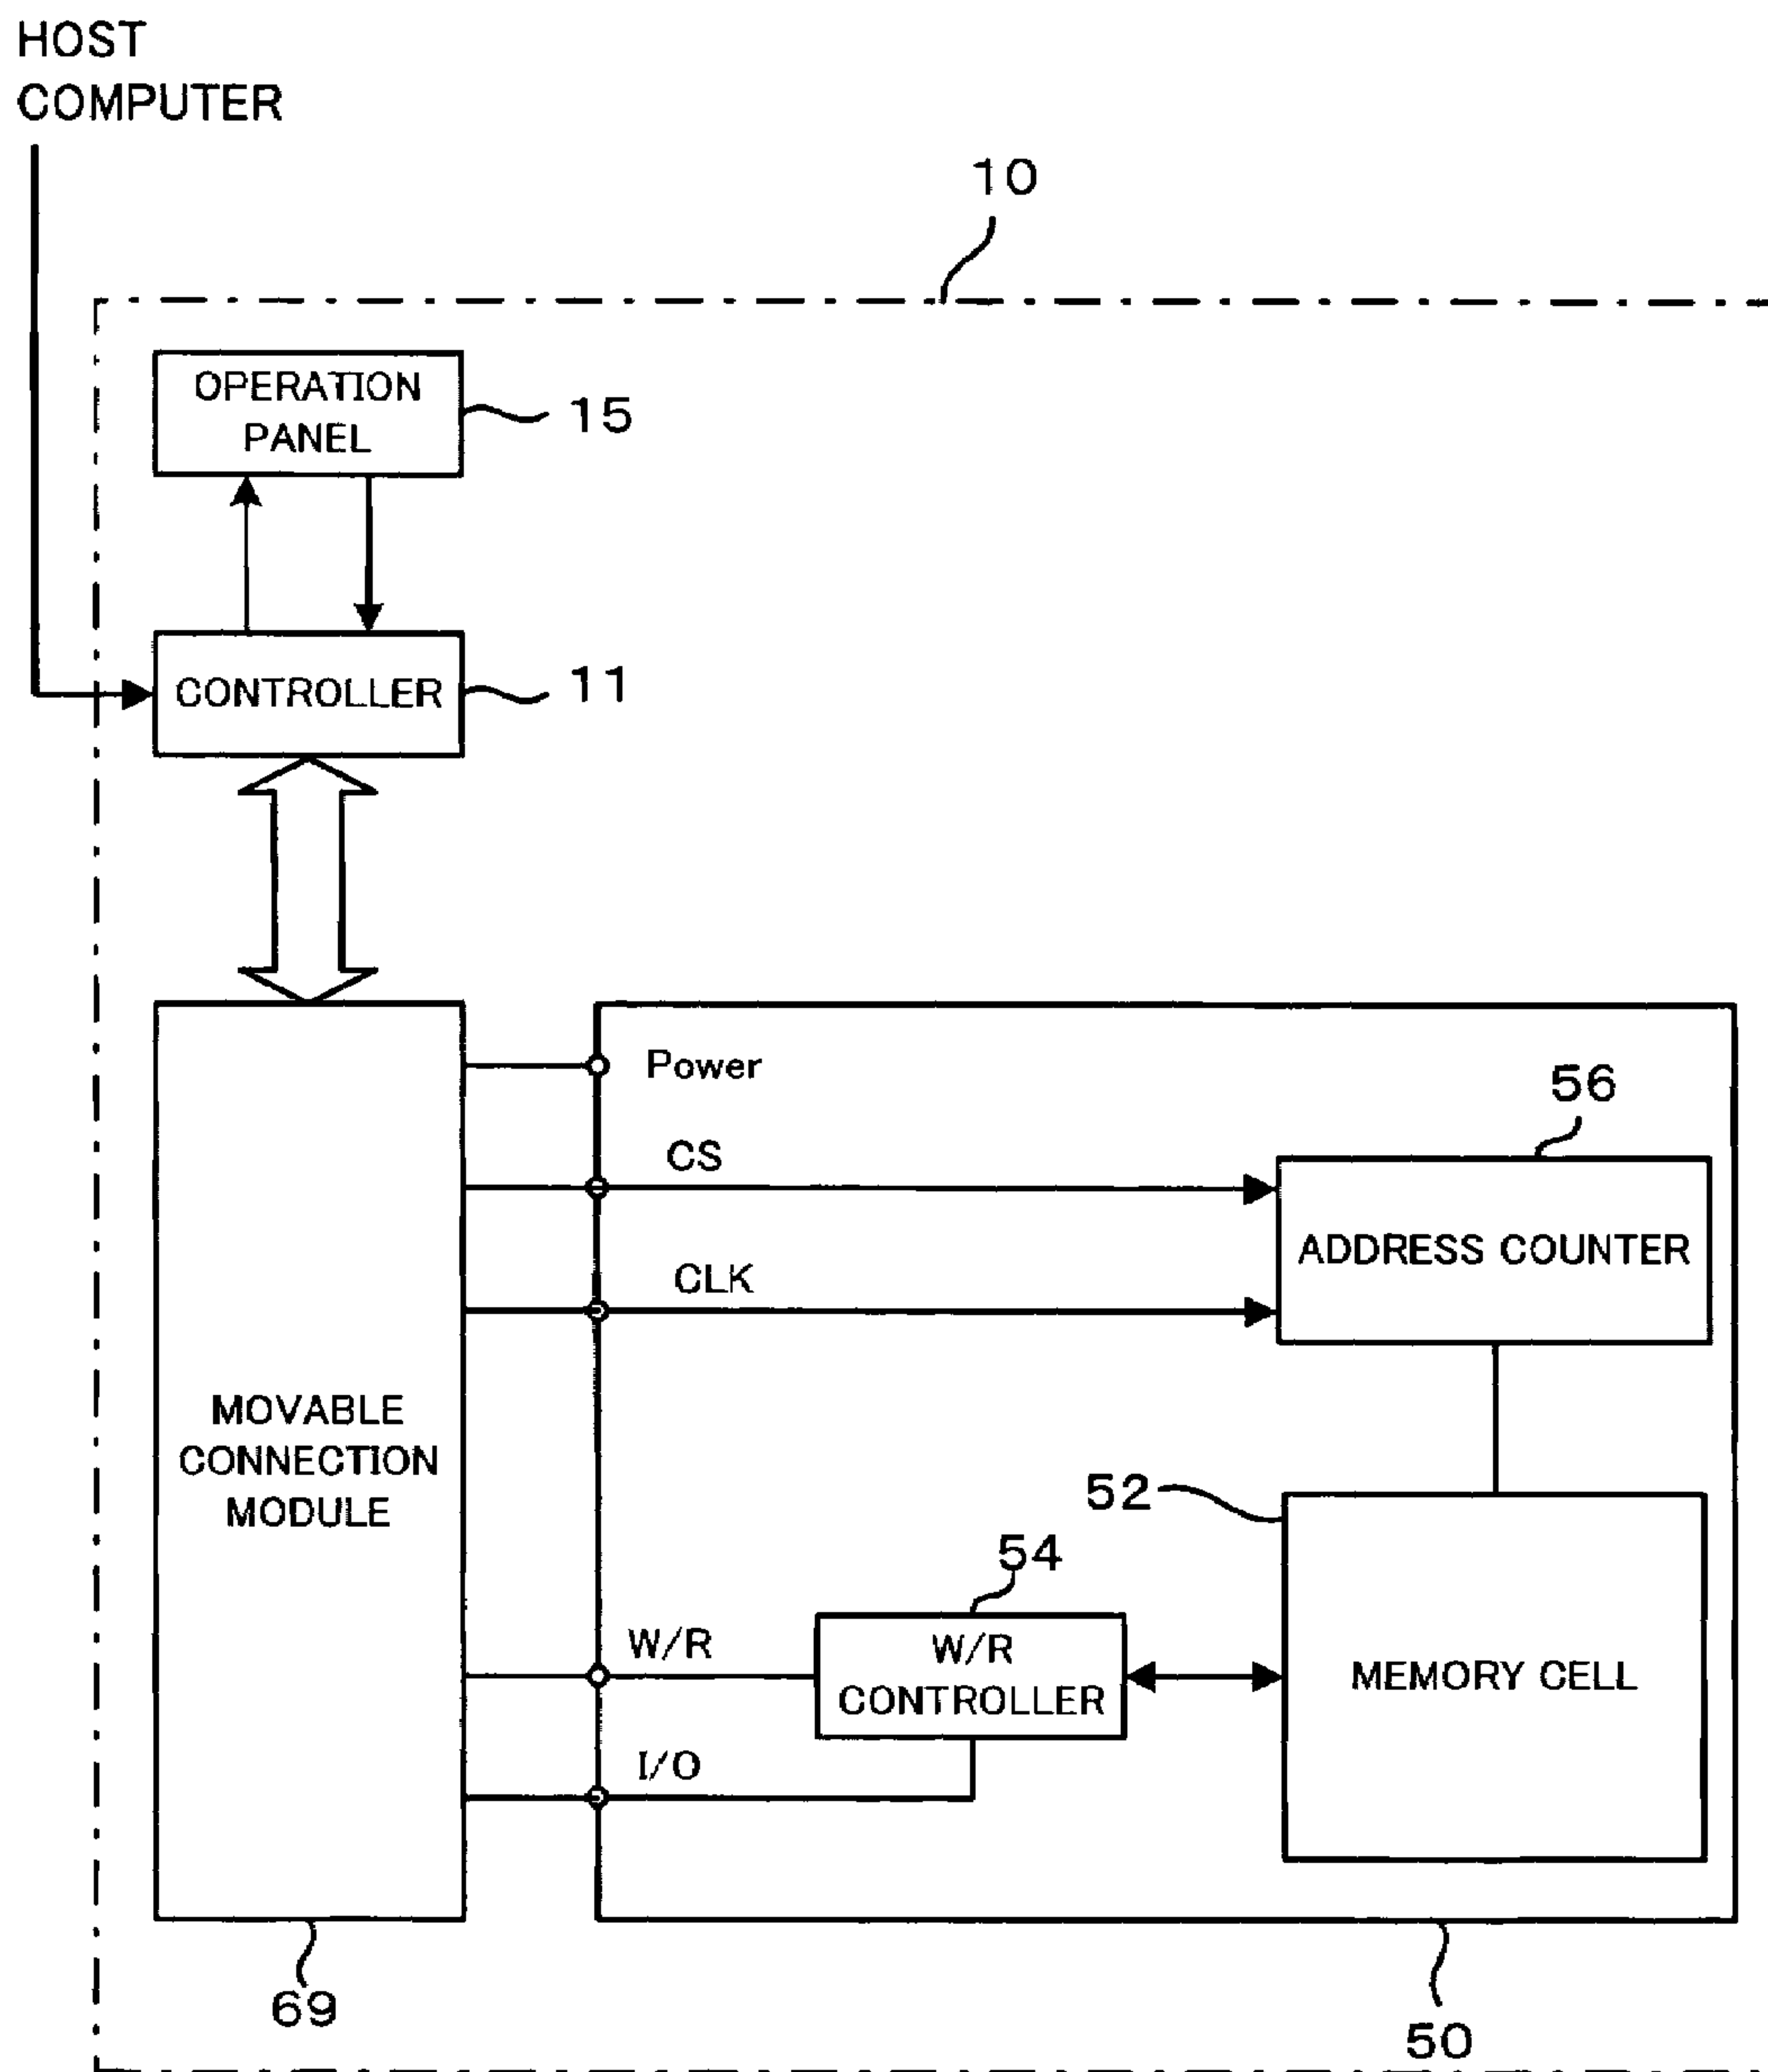 HOST
COMPUTER
10
OPERATION
PANEL
15
CONTROLLER
11
Power
56
CS
ADDRESS COUNTER
CLK
MOVABLE
CONNECTION
MODULE
52
54
W/R
W/R
CONTROLLER
MEMORY CELL
I/O
69
50